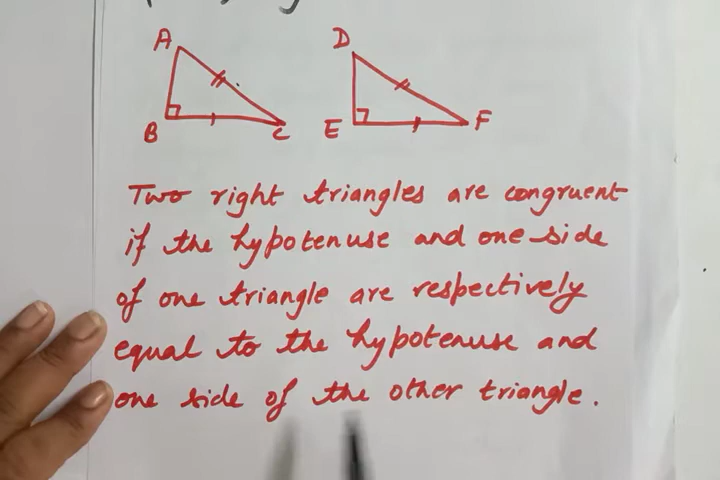 A
D
B
C
E
F
Two right triangles are congruent
if the hypotenuse and one side
of one triangle are respectively
equal to the hypotenuse and
one side of the other triangle.